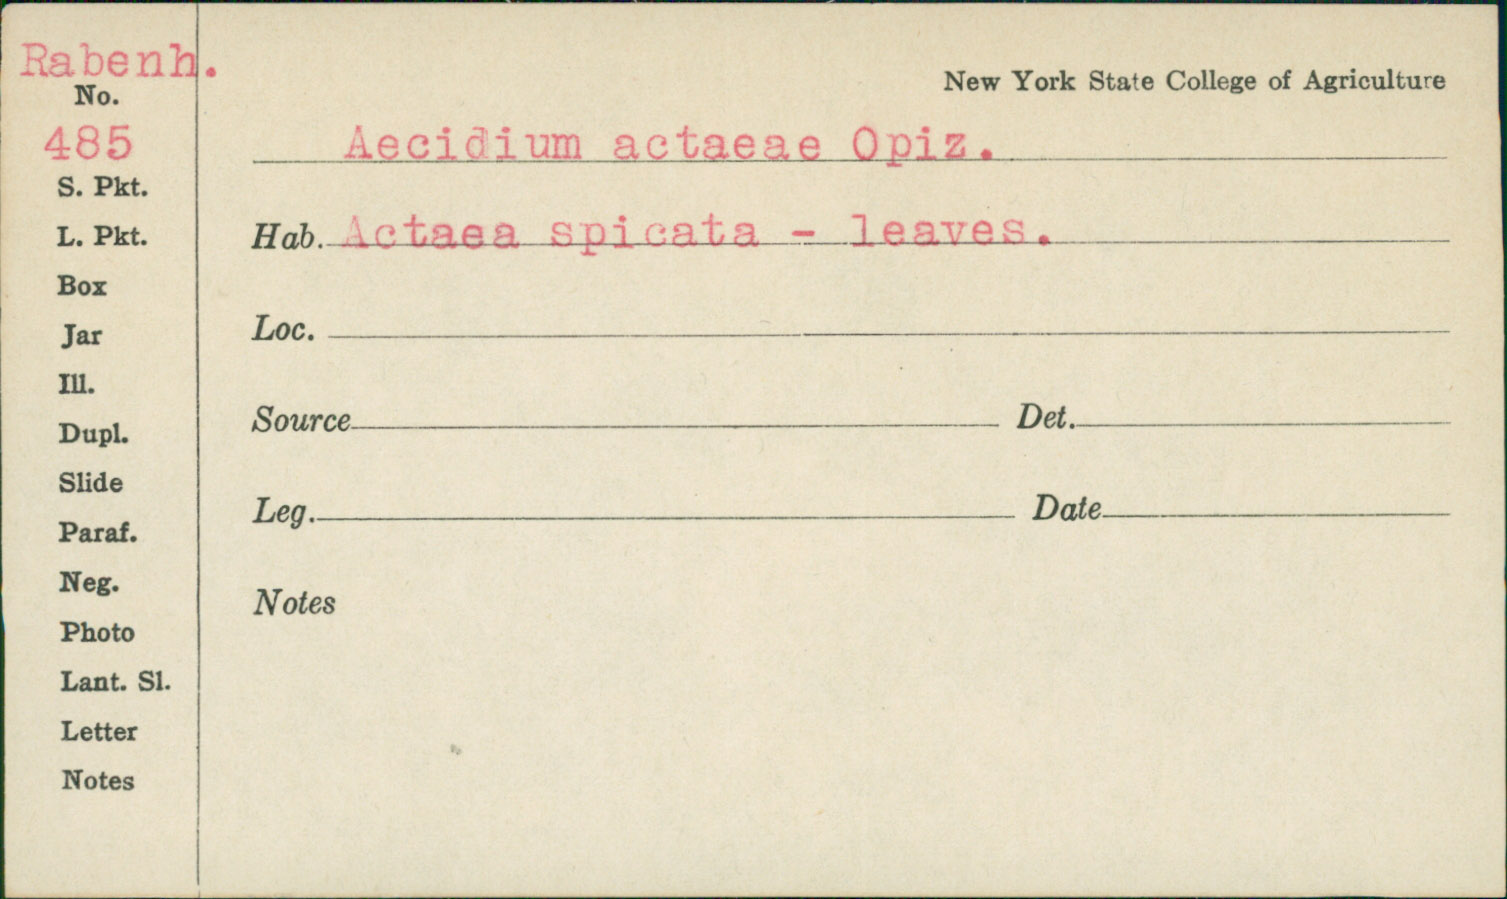 Rabenh.
No.
485
S. Pkt.
L. Pkt.
Box
Jar
Ill.
Dupl.
Slide
Paraf.
Neg.
Photo
Lant. Sl.
Letter
Notes
New York State College of Agriculture
Aecidium actaeae Opiz.
Hab. Actaea spicata - leaves.
Loc.
Source Det.
Leg. Date
Notes